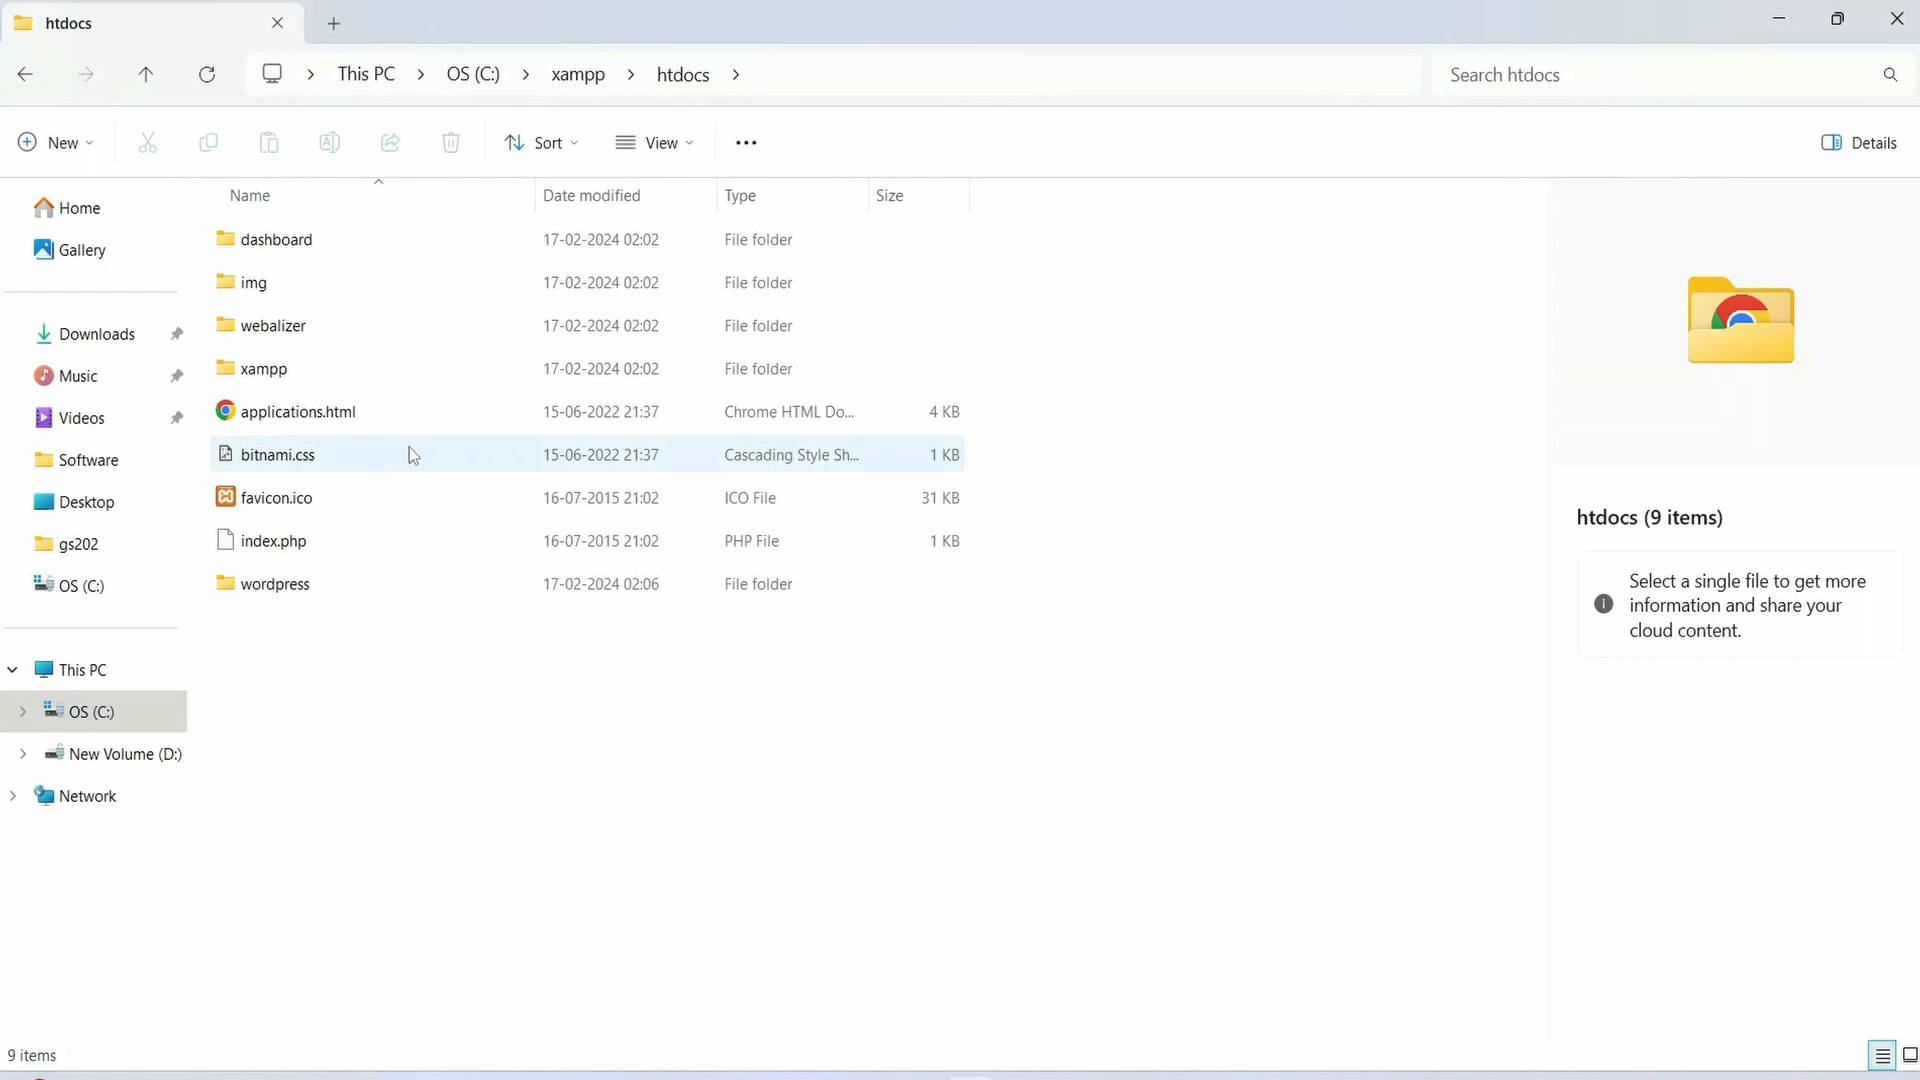 htdocs
This PC > OS (C:) > xampp > htdocs >
Search htdocs
New
Sort
View
Details
Name Date modified Type Size
Home
Gallery
Downloads
Music
Videos
Software
Desktop
gs202
OS (C:)
This PC
OS (C:)
New Volume (D:)
Network
dashboard 17-02-2024 02:02 File folder
img 17-02-2024 02:02 File folder
webalizer 17-02-2024 02:02 File folder
xampp 17-02-2024 02:02 File folder
applications.html 15-06-2022 21:37 Chrome HTML Do... 4 KB
bitnami.css 15-06-2022 21:37 Cascading Style Sh... 1 KB
favicon.ico 16-07-2015 21:02 ICO File 31 KB
index.php 16-07-2015 21:02 PHP File 1 KB
wordpress 17-02-2024 02:06 File folder
htdocs (9 items)
Select a single file to get more
information and share your
cloud content.
9 items